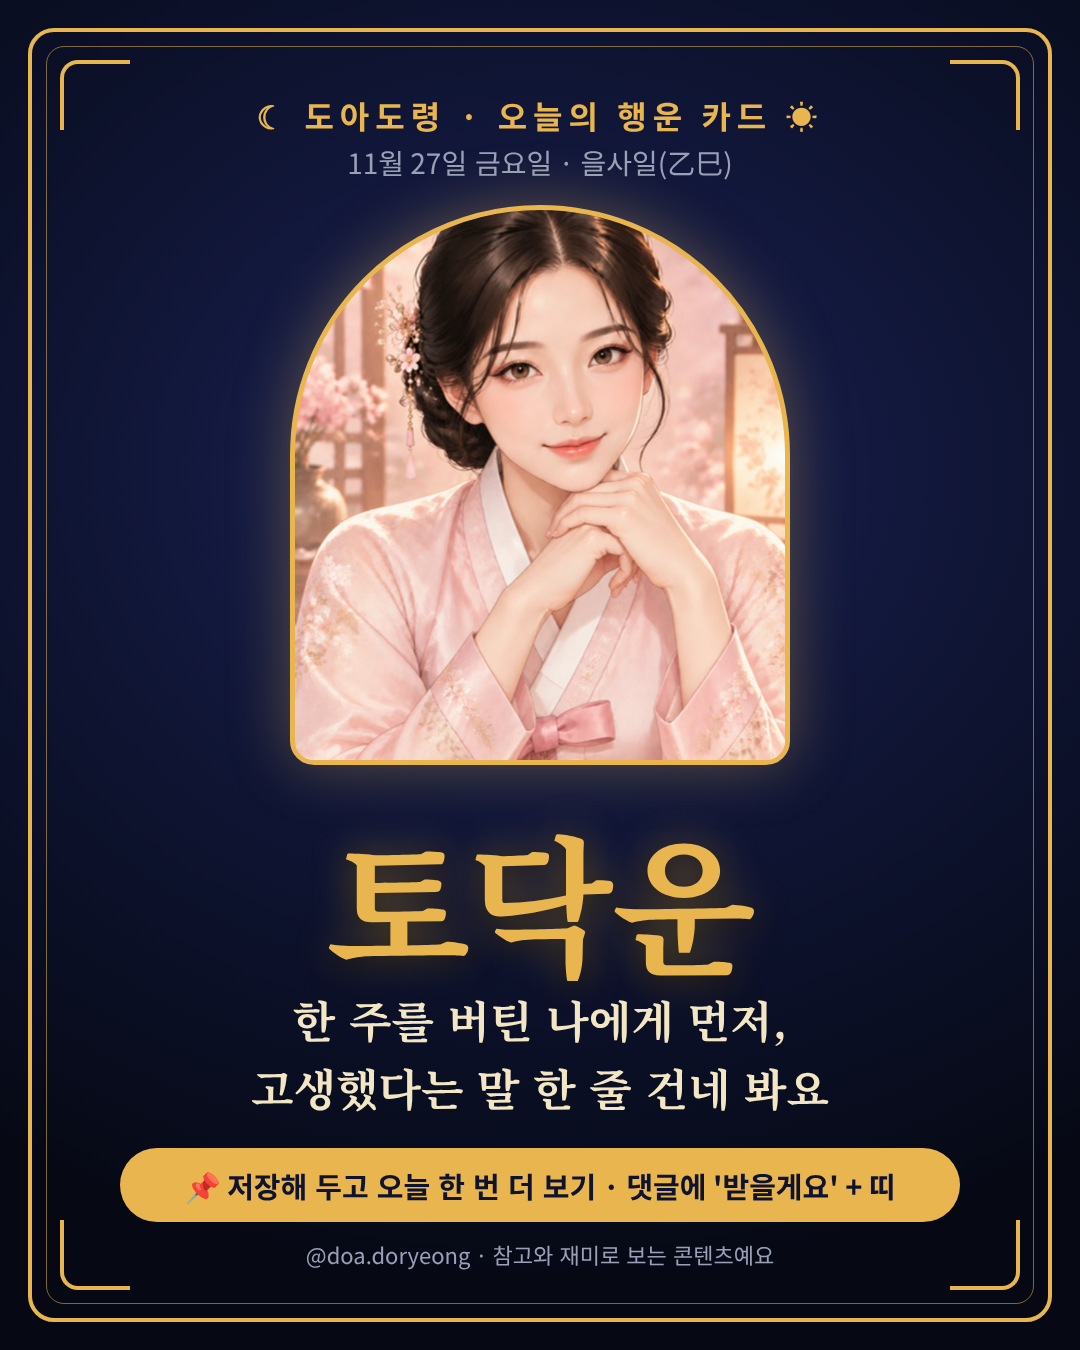 ☾ 도아도령 · 오늘의 행운 카드 ☀
11월 27일 금요일 · 을사일(乙巳)
토닥운
한 주를 버틴 나에게 먼저,
고생했다는 말 한 줄 건네 봐요
📌 저장해 두고 오늘 한 번 더 보기 · 댓글에 '받을게요' + 띠
@doa.doryeong · 참고와 재미로 보는 콘텐츠예요